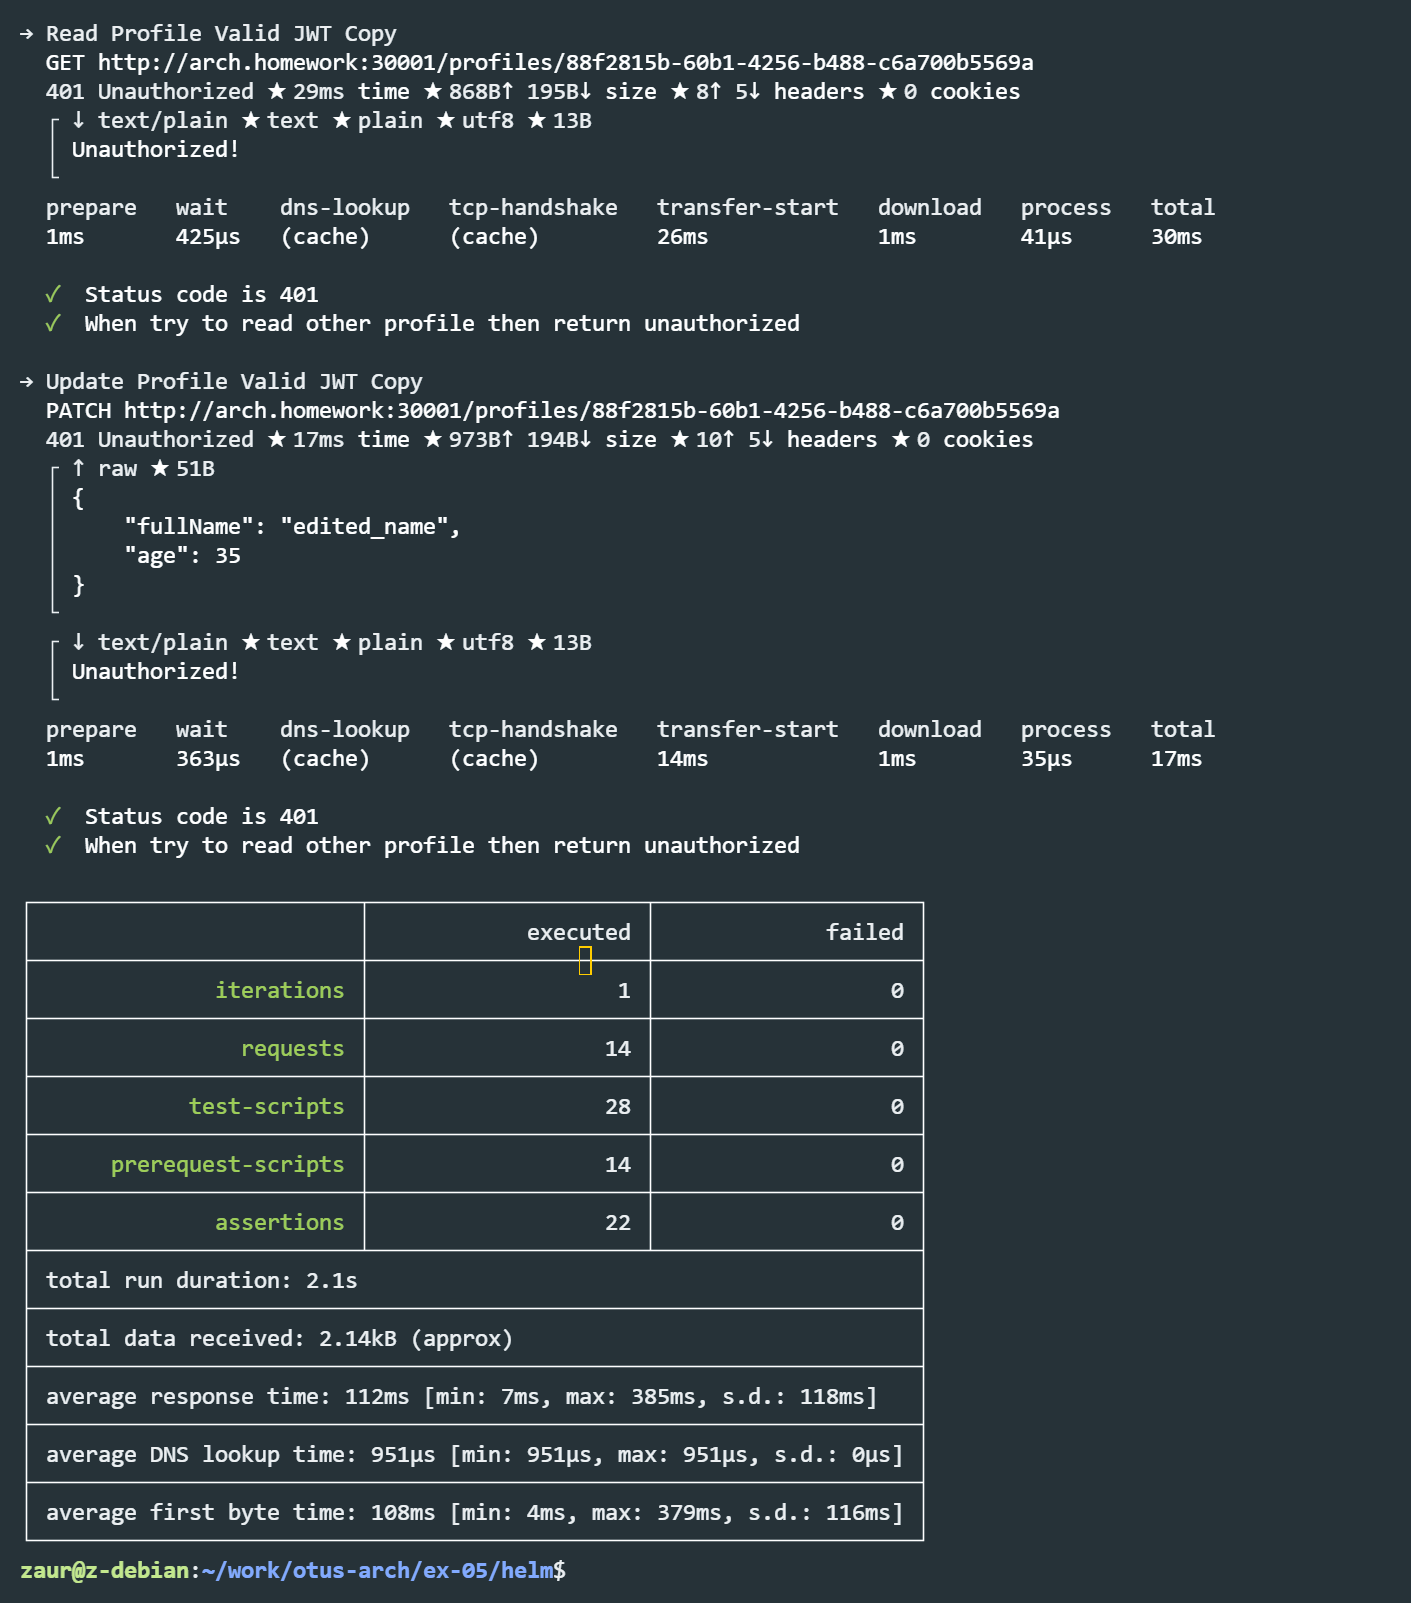 → Read Profile Valid JWT Copy
GET http://arch.homework:30001/profiles/88f2815b-60b1-4256-b488-c6a700b5569a
401 Unauthorized ★ 29ms time ★ 868B↑ 195B↓ size ★ 8↑ 5↓ headers ★ 0 cookies
┌ ↓ text/plain ★ text ★ plain ★ utf8 ★ 13B
│ Unauthorized!
└
prepare wait dns-lookup tcp-handshake transfer-start download process total
1ms 425µs (cache) (cache) 26ms 1ms 41µs 30ms
✓ Status code is 401
✓ When try to read other profile then return unauthorized
→ Update Profile Valid JWT Copy
PATCH http://arch.homework:30001/profiles/88f2815b-60b1-4256-b488-c6a700b5569a
401 Unauthorized ★ 17ms time ★ 973B↑ 194B↓ size ★ 10↑ 5↓ headers ★ 0 cookies
┌ ↑ raw ★ 51B
│ {
│     "fullName": "edited_name",
│     "age": 35
│ }
└
┌ ↓ text/plain ★ text ★ plain ★ utf8 ★ 13B
│ Unauthorized!
└
prepare wait dns-lookup tcp-handshake transfer-start download process total
1ms 363µs (cache) (cache) 14ms 1ms 35µs 17ms
✓ Status code is 401
✓ When try to read other profile then return unauthorized
executed failed
iterations 1 0
requests 14 0
test-scripts 28 0
prerequest-scripts 14 0
assertions 22 0
total run duration: 2.1s
total data received: 2.14kB (approx)
average response time: 112ms [min: 7ms, max: 385ms, s.d.: 118ms]
average DNS lookup time: 951µs [min: 951µs, max: 951µs, s.d.: 0µs]
average first byte time: 108ms [min: 4ms, max: 379ms, s.d.: 116ms]
zaur@z-debian:~/work/otus-arch/ex-05/helm$